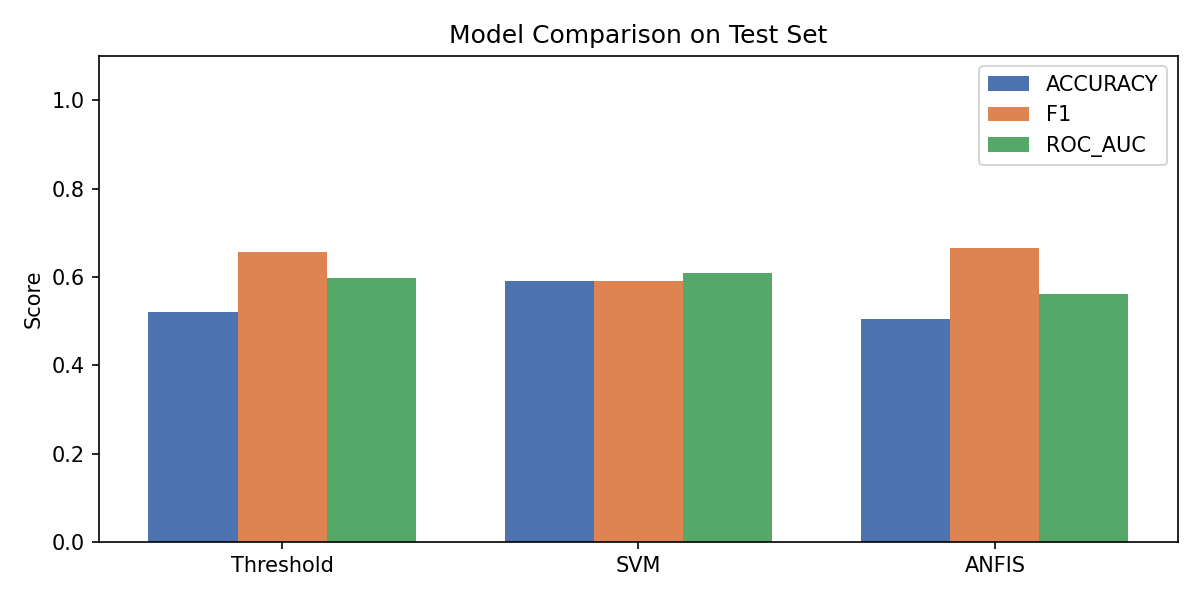 Model Comparison on Test Set
ACCURACY
F1
ROC_AUC
Score
1.0
0.8
0.6
0.4
0.2
0.0
Threshold
SVM
ANFIS